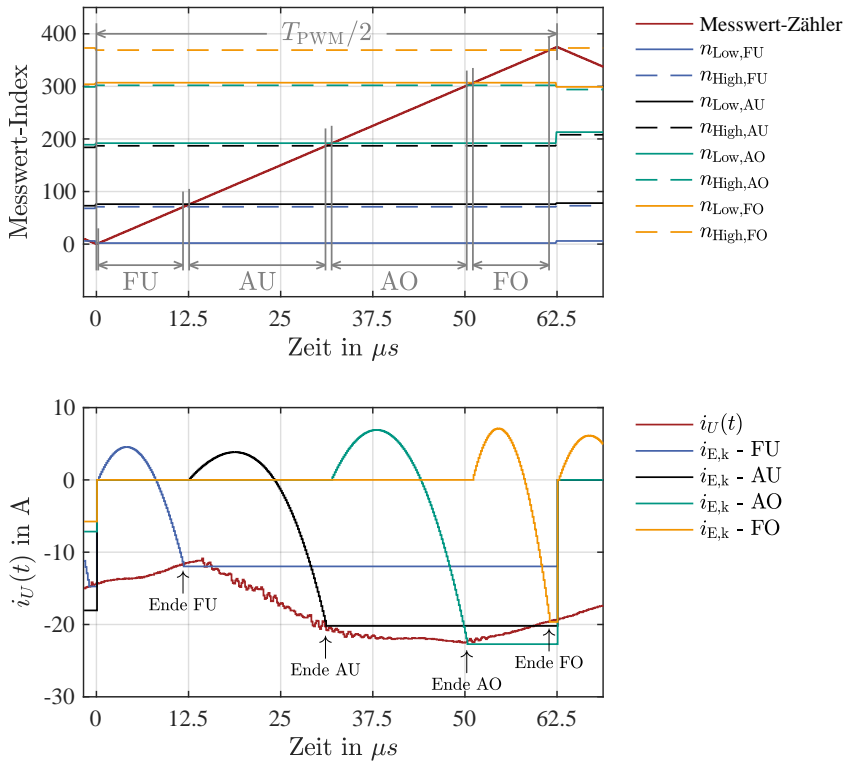 400
300
200
100
0
Messwert-Index
T_PWM/2
FU
AU
AO
FO
0
12.5
25
37.5
50
62.5
Zeit in μs
Messwert-Zähler
n_Low,FU
n_High,FU
n_Low,AU
n_High,AU
n_Low,AO
n_High,AO
n_Low,FO
n_High,FO
10
0
-10
-20
-30
i_U(t) in A
Ende FU
Ende AU
Ende AO
Ende FO
0
12.5
25
37.5
50
62.5
Zeit in μs
i_U(t)
i_E,k - FU
i_E,k - AU
i_E,k - AO
i_E,k - FO